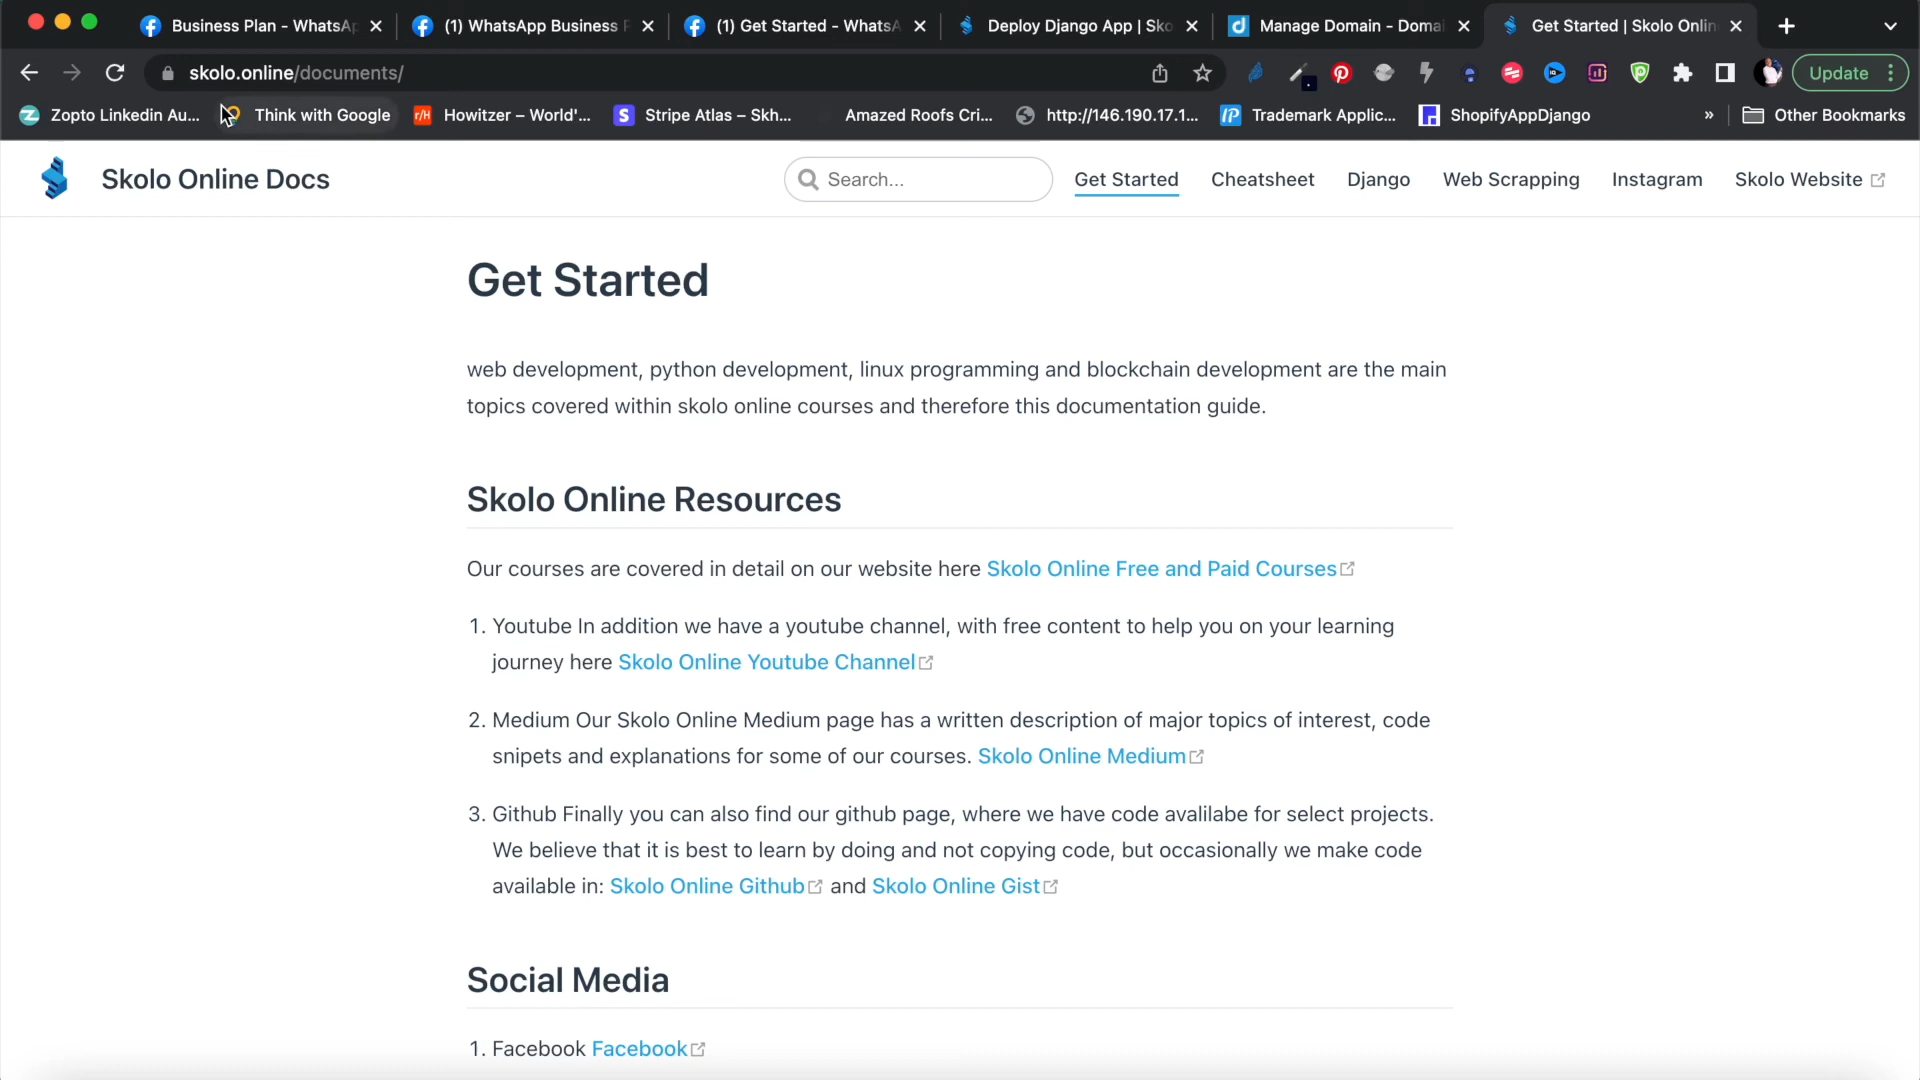 Business Plan - WhatsAp
(1) WhatsApp Business P
(1) Get Started - WhatsA
Deploy Django App | Sko
Manage Domain - Domai
Get Started | Skolo Onlin
skolo.online/documents/
Update
Zopto Linkedin Au...
Think with Google
r/H
Howitzer – World'...
S
Stripe Atlas – Skh...
Amazed Roofs Cri...
http://146.190.17.1...
IP
Trademark Applic...
ShopifyAppDjango
»
Other Bookmarks
Skolo Online Docs
Search...
Get Started
Cheatsheet
Django
Web Scrapping
Instagram
Skolo Website
Get Started
web development, python development, linux programming and blockchain development are the main
topics covered within skolo online courses and therefore this documentation guide.
Skolo Online Resources
Our courses are covered in detail on our website here Skolo Online Free and Paid Courses
1. Youtube In addition we have a youtube channel, with free content to help you on your learning
journey here Skolo Online Youtube Channel
2. Medium Our Skolo Online Medium page has a written description of major topics of interest, code
snipets and explanations for some of our courses. Skolo Online Medium
3. Github Finally you can also find our github page, where we have code avalilabe for select projects.
We believe that it is best to learn by doing and not copying code, but occasionally we make code
available in: Skolo Online Github and Skolo Online Gist
Social Media
1. Facebook Facebook